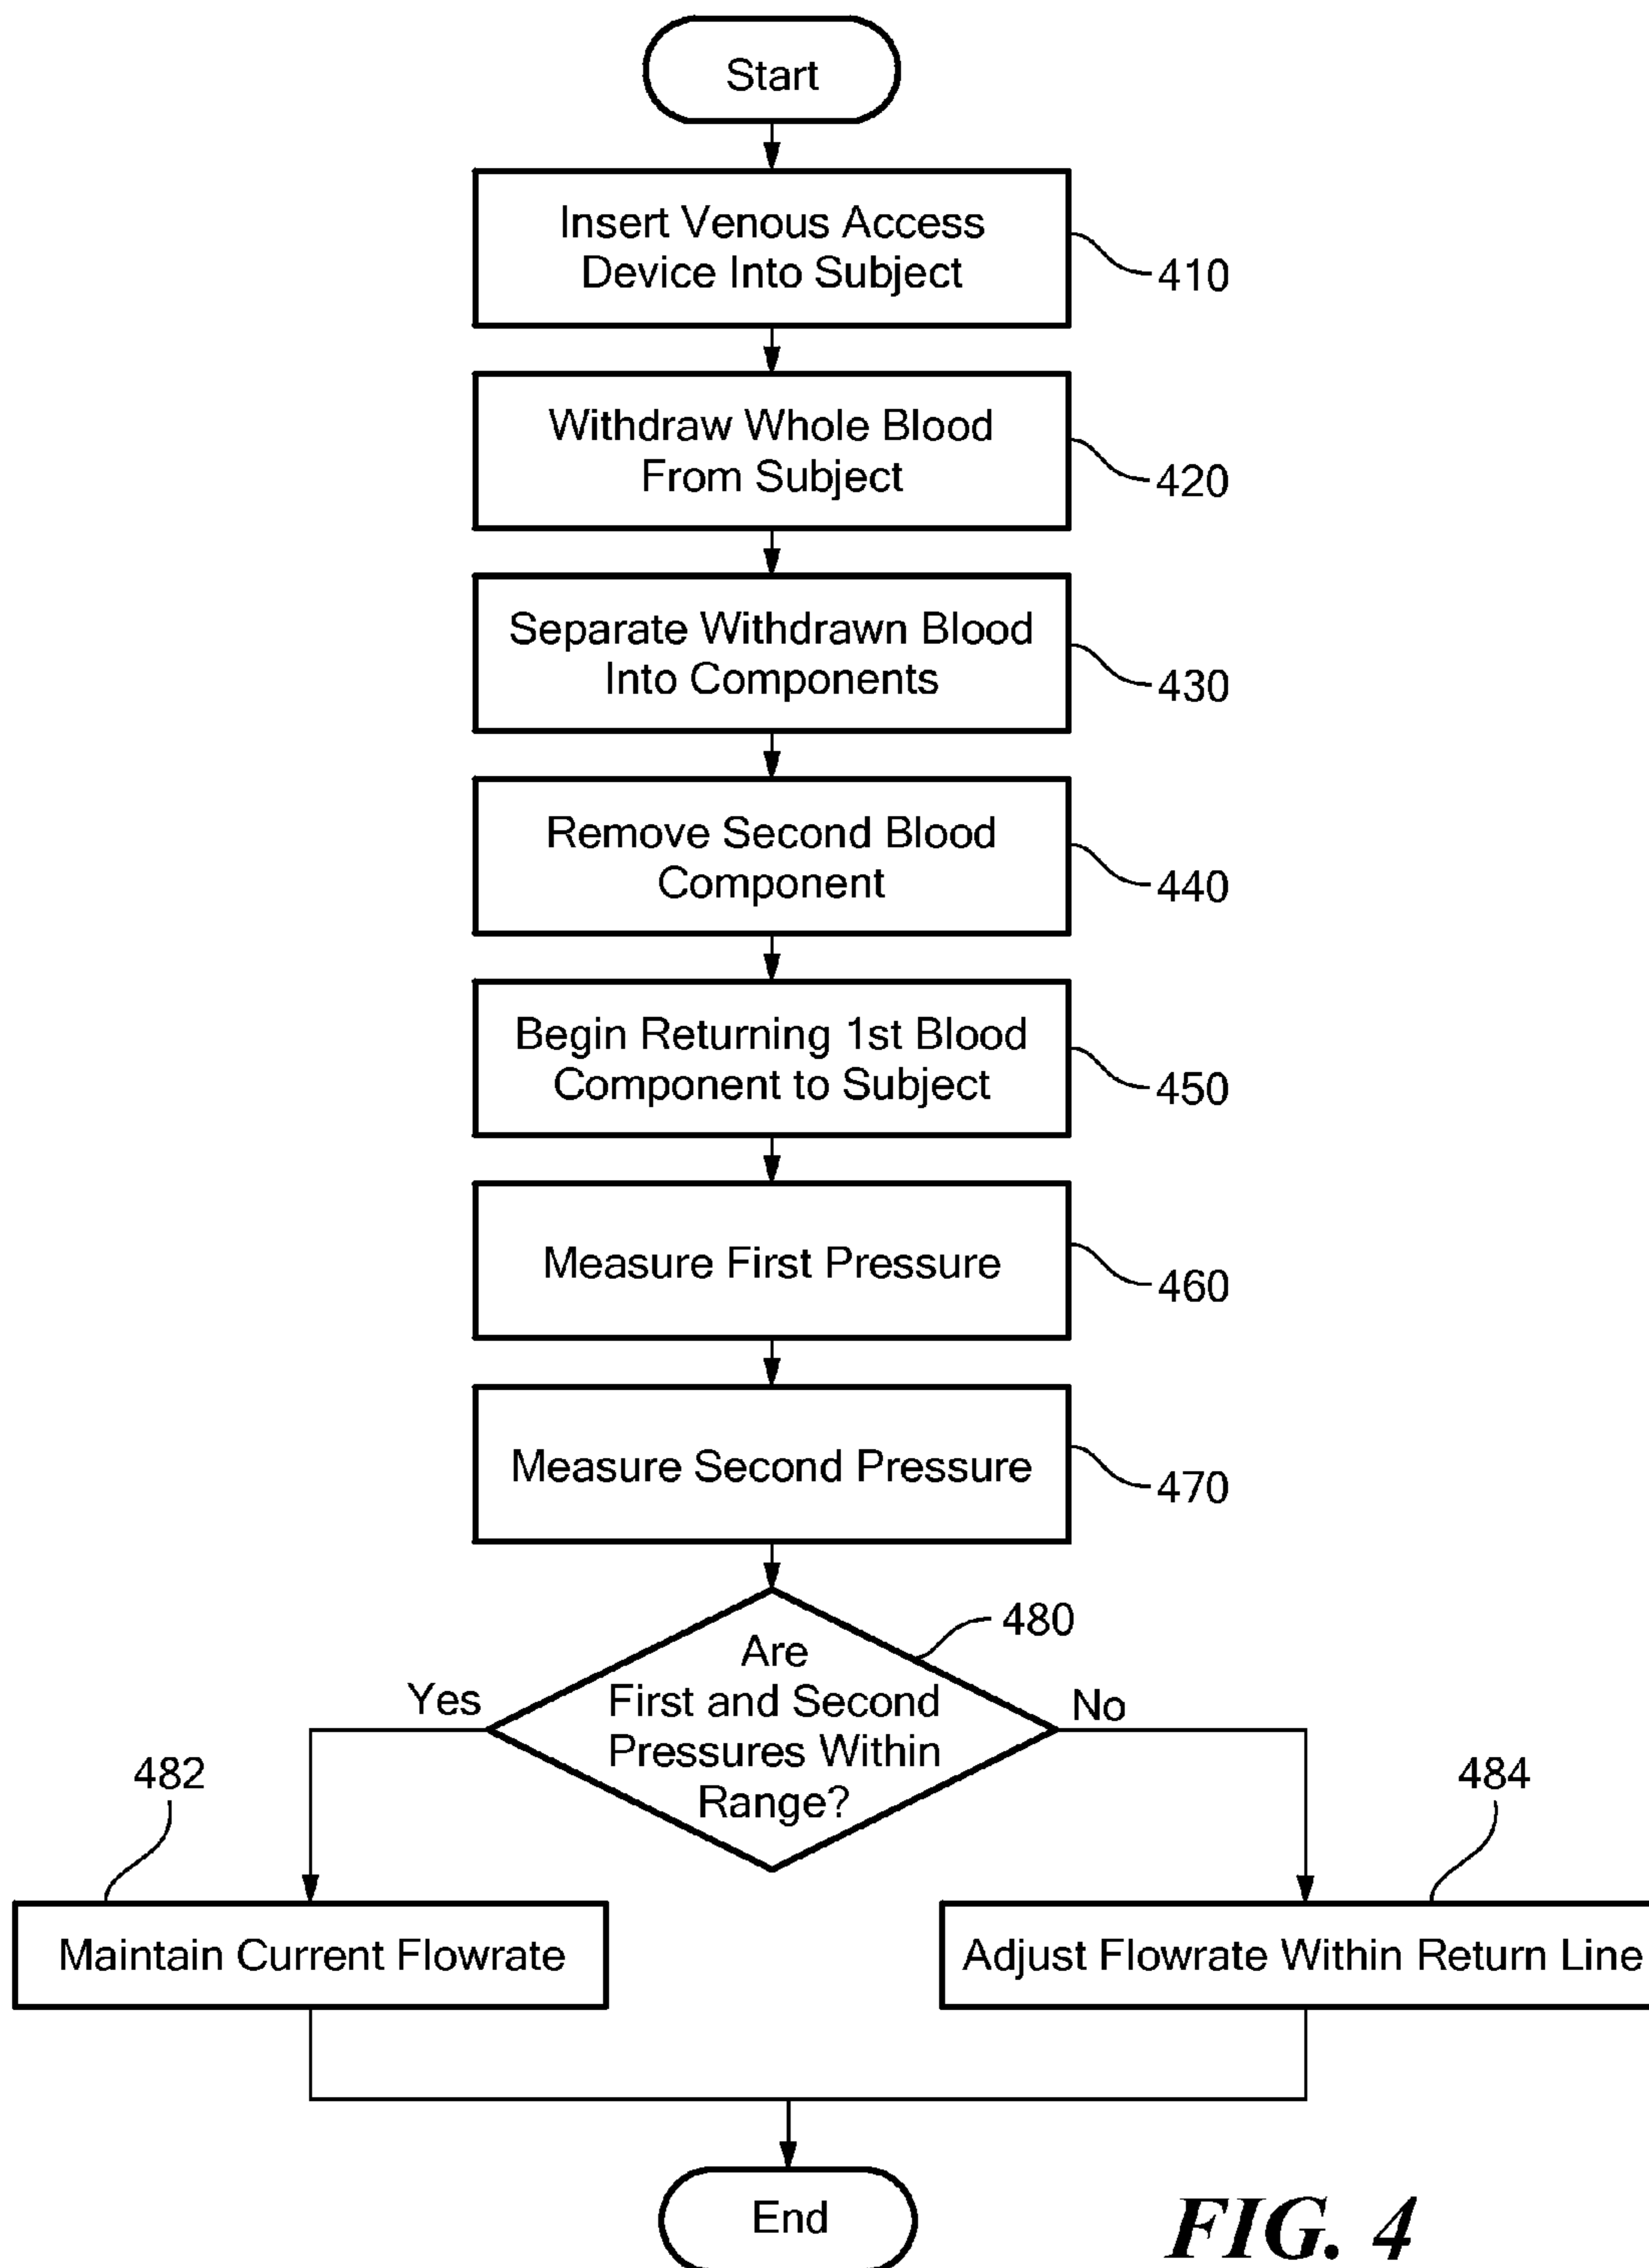 Start
Insert Venous Access
Device Into Subject
410
Withdraw Whole Blood
From Subject
420
Separate Withdrawn Blood
Into Components
430
Remove Second Blood
Component
440
Begin Returning 1st Blood
Component to Subject
450
Measure First Pressure
460
Measure Second Pressure
470
480
Are
First and Second
Pressures Within
Range?
Yes
No
482
484
Maintain Current Flowrate
Adjust Flowrate Within Return Line
End
FIG. 4